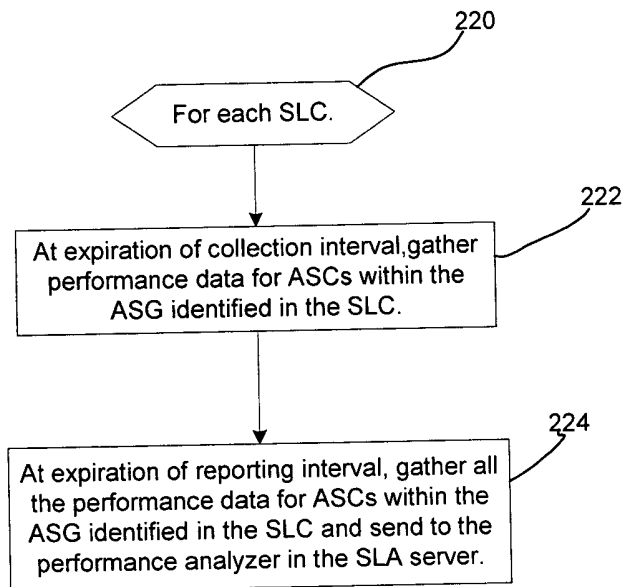 220
For each SLC.
222
At expiration of collection interval,gather
performance data for ASCs within the
ASG identified in the SLC.
224
At expiration of reporting interval, gather all
the performance data for ASCs within the
ASG identified in the SLC and send to the
performance analyzer in the SLA server.